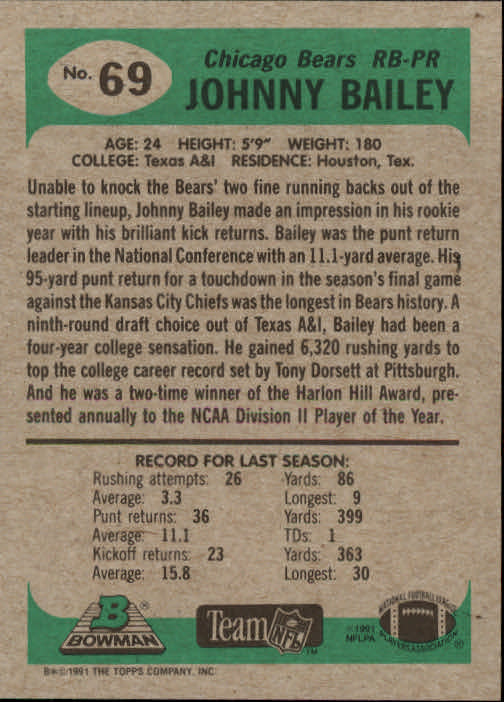 No. 69
Chicago Bears RB-PR
JOHNNY BAILEY
AGE: 24 HEIGHT: 5'9" WEIGHT: 180
COLLEGE: Texas A&I RESIDENCE: Houston, Tex.
Unable to knock the Bears' two fine running backs out of the
starting lineup, Johnny Bailey made an impression in his rookie
year with his brilliant kick returns. Bailey was the punt return
leader in the National Conference with an 11.1-yard average. His
95-yard punt return for a touchdown in the season's final game
against the Kansas City Chiefs was the longest in Bears history. A
ninth-round draft choice out of Texas A&I, Bailey had been a
four-year college sensation. He gained 6,320 rushing yards to
top the college career record set by Tony Dorsett at Pittsburgh.
And he was a two-time winner of the Harlon Hill Award, pre-
sented annually to the NCAA Division II Player of the Year.
RECORD FOR LAST SEASON:
Rushing attempts: 26 Yards: 86
Average: 3.3 Longest: 9
Punt returns: 36 Yards: 399
Average: 11.1 TDs: 1
Kickoff returns: 23 Yards: 363
Average: 15.8 Longest: 30
B ®
BOWMAN
Team NFL ™
©1991
NFLPA
NATIONAL FOOTBALL LEAGUE
PLAYERS ASSOCIATION ®
B®©1991 THE TOPPS COMPANY, INC.